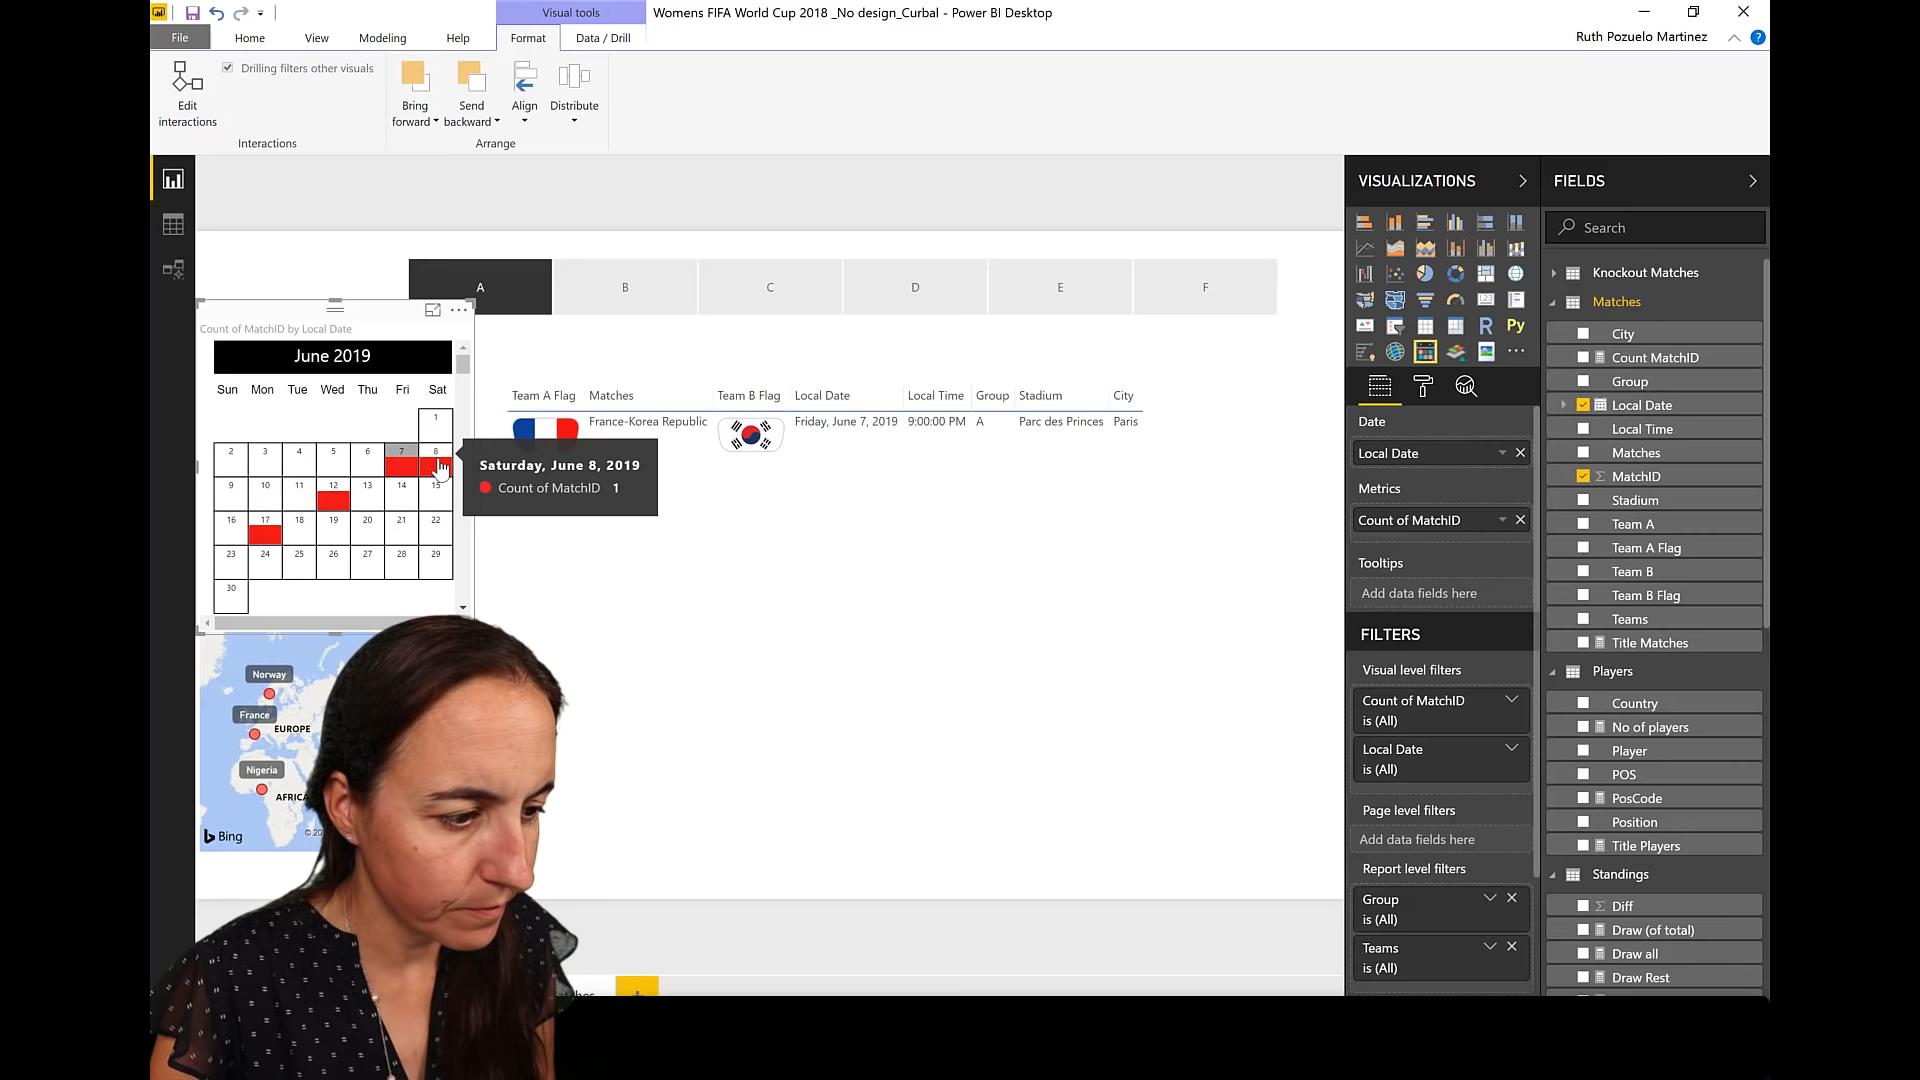 Visual tools
Womens FIFA World Cup 2018 _No design_Curbal - Power BI Desktop
File
Home
View
Modeling
Help
Format
Data / Drill
Ruth Pozuelo Martinez
?
Edit interactions
Drilling filters other visuals
Bring forward
Send backward
Align
Distribute
Interactions
Arrange
A
B
C
D
E
F
Count of MatchID by Local Date
June 2019
Sun Mon Tue Wed Thu Fri Sat
1
2 3 4 5 6 7 8
9 10 11 12 13 14 15
16 17 18 19 20 21 22
23 24 25 26 27 28 29
30
Saturday, June 8, 2019
Count of MatchID 1
Team A Flag Matches Team B Flag Local Date Local Time Group Stadium City
France-Korea Republic Friday, June 7, 2019 9:00:00 PM A Parc des Princes Paris
Norway
France
EUROPE
Nigeria
AFRICA
Bing
© 20
VISUALIZATIONS
R
Py
Date
Local Date
Metrics
Count of MatchID
Tooltips
Add data fields here
FILTERS
Visual level filters
Count of MatchID
is (All)
Local Date
is (All)
Page level filters
Add data fields here
Report level filters
Group
is (All)
Teams
is (All)
FIELDS
Search
Knockout Matches
Matches
City
Count MatchID
Group
Local Date
Local Time
Matches
MatchID
Stadium
Team A
Team A Flag
Team B
Team B Flag
Teams
Title Matches
Players
Country
No of players
Player
POS
PosCode
Position
Title Players
Standings
Diff
Draw (of total)
Draw all
Draw Rest